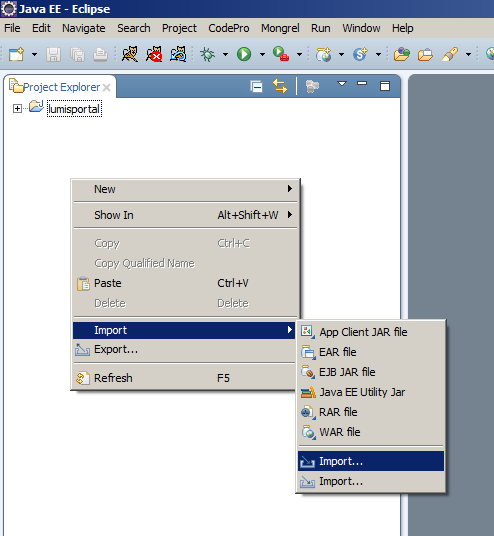 Java EE - Eclipse
File Edit Navigate Search Project CodePro Mongrel Run Window Help
Project Explorer
lumisportal
New
Show In Alt+Shift+W
Copy Ctrl+C
Copy Qualified Name
Paste Ctrl+V
Delete Delete
Import
Export...
Refresh F5
App Client JAR file
EAR file
EJB JAR file
Java EE Utility Jar
RAR file
WAR file
Import...
Import...